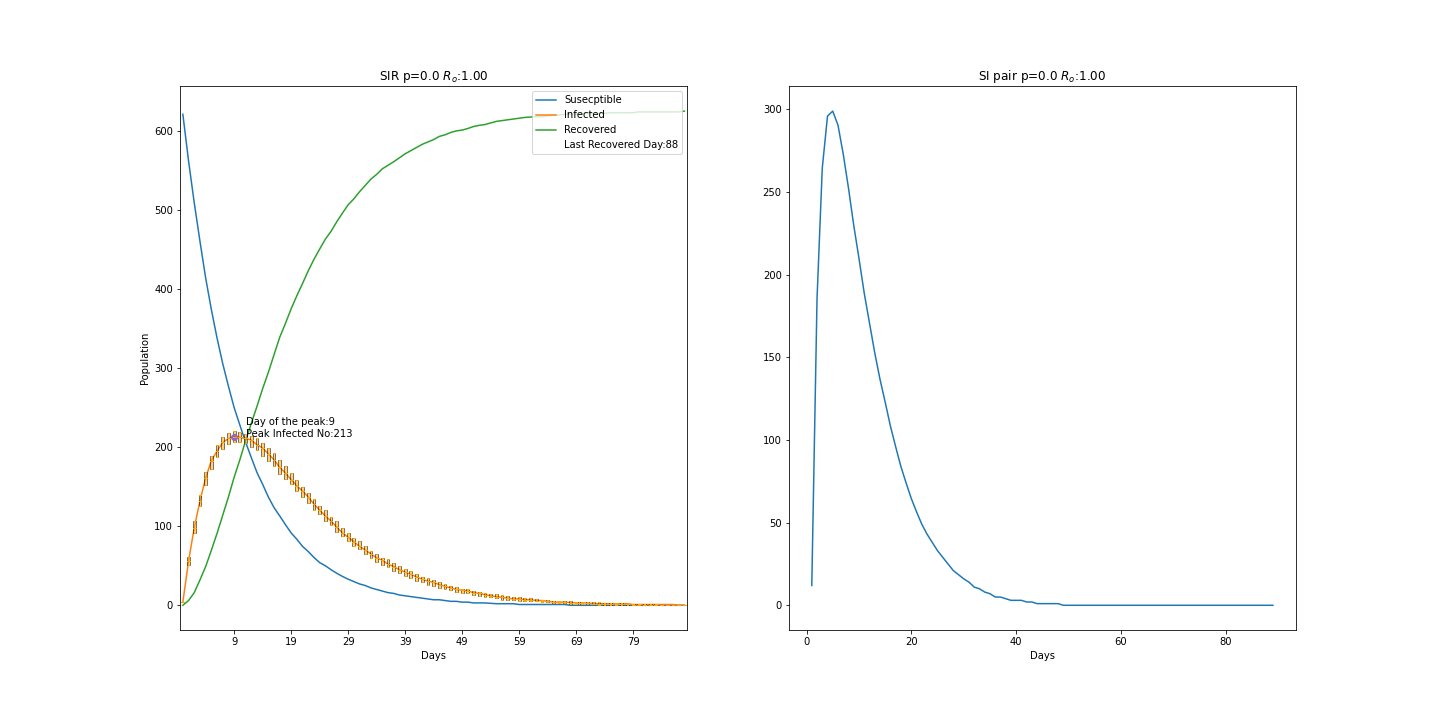 SIR p=0.0 Rₒ:1.00
Susecptible
Infected
Recovered
Last Recovered Day:88
Population
600
500
400
300
200
100
0
Day of the peak:9
Peak Infected No:213
9 19 29 39 49 59 69 79
Days
SI pair p=0.0 Rₒ:1.00
300
250
200
150
100
50
0
0 20 40 60 80
Days